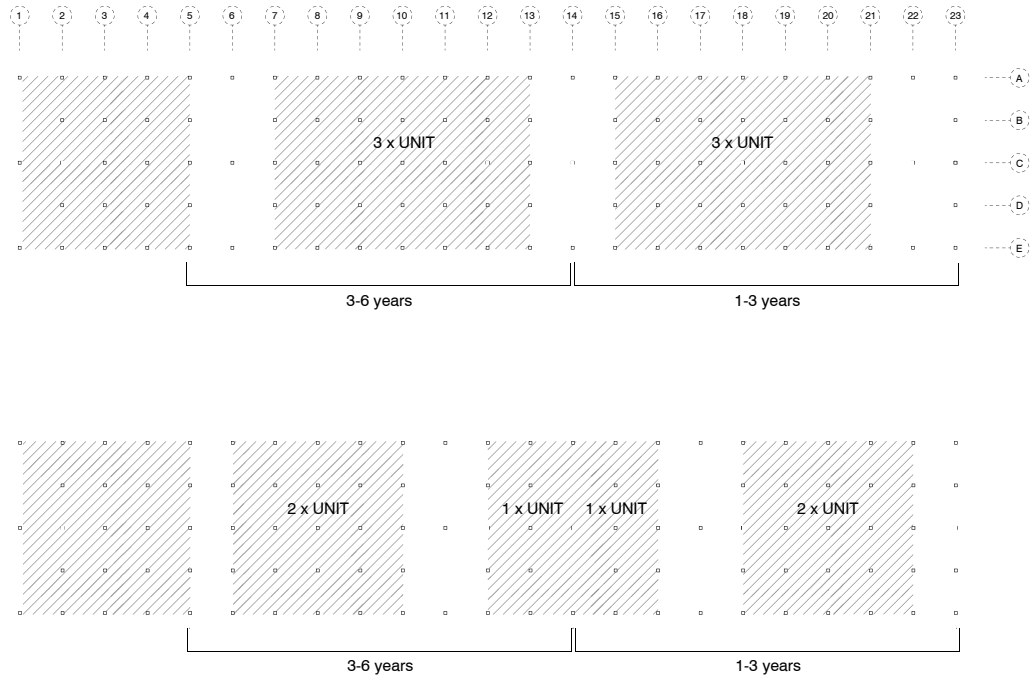 1 2 3 4 5 6 7 8 9 10 11 12 13 14 15 16 17 18 19 20 21 22 23
A
B
3 x UNIT 3 x UNIT
C
D
E
3-6 years 1-3 years
2 x UNIT 1 x UNIT 1 x UNIT 2 x UNIT
3-6 years 1-3 years